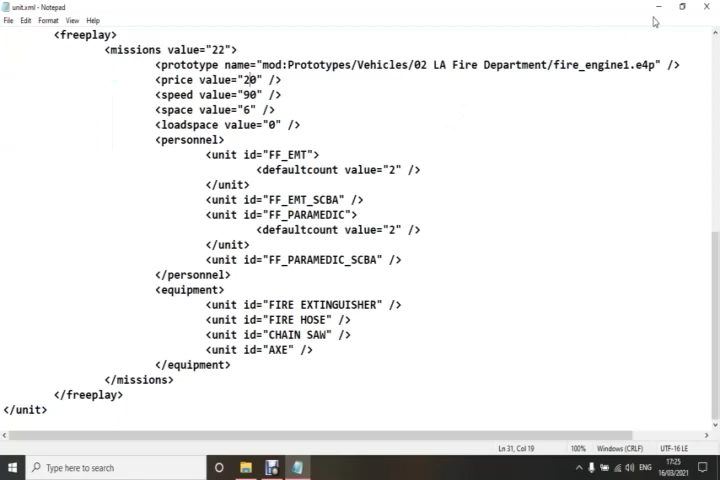 unit.xml - Notepad
File Edit Format View Help
<freeplay>
<missions value="22">
<prototype name="mod:Prototypes/Vehicles/02 LA Fire Department/fire_engine1.e4p" />
<price value="20" />
<speed value="90" />
<space value="6" />
<loadspace value="0" />
<personnel>
<unit id="FF_EMT">
<defaultcount value="2" />
</unit>
<unit id="FF_EMT_SCBA" />
<unit id="FF_PARAMEDIC">
<defaultcount value="2" />
</unit>
<unit id="FF_PARAMEDIC_SCBA" />
</personnel>
<equipment>
<unit id="FIRE EXTINGUISHER" />
<unit id="FIRE HOSE" />
<unit id="CHAIN SAW" />
<unit id="AXE" />
</equipment>
</missions>
</freeplay>
</unit>
Ln 31, Col 19 100% Windows (CRLF) UTF-16 LE
Type here to search ENG 17:25
16/03/2021